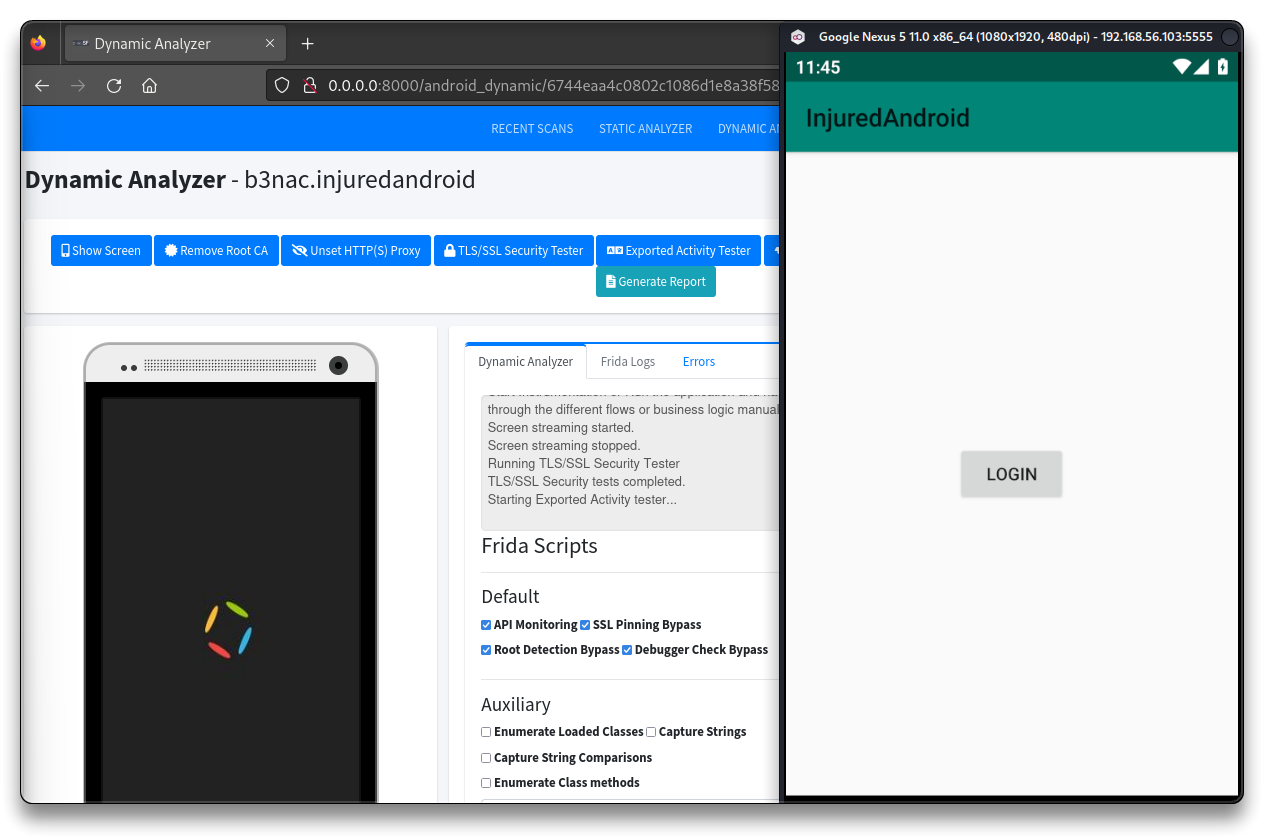 Dynamic Analyzer
Google Nexus 5 11.0 x86_64 (1080x1920, 480dpi) - 192.168.56.103:5555
0.0.0.0:8000/android_dynamic/6744eaa4c0802c1086d1e8a38f58
11:45
InjuredAndroid
RECENT SCANS STATIC ANALYZER DYNAMIC AN
Dynamic Analyzer - b3nac.injuredandroid
Show Screen Remove Root CA Unset HTTP(S) Proxy TLS/SSL Security Tester Exported Activity Tester
Generate Report
Dynamic Analyzer Frida Logs Errors
through the different flows or business logic manual
Screen streaming started.
Screen streaming stopped.
Running TLS/SSL Security Tester
TLS/SSL Security tests completed.
Starting Exported Activity tester...
LOGIN
Frida Scripts
Default
API Monitoring SSL Pinning Bypass
Root Detection Bypass Debugger Check Bypass
Auxiliary
Enumerate Loaded Classes Capture Strings
Capture String Comparisons
Enumerate Class methods